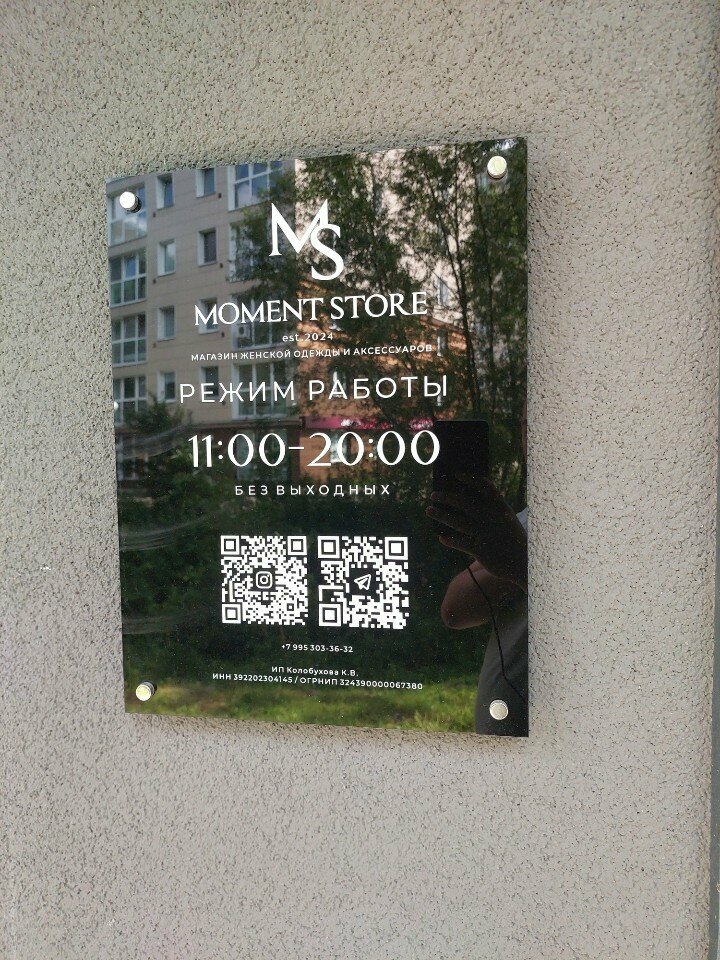 MS
MOMENT STORE
est.2024
МАГАЗИН ЖЕНСКОЙ ОДЕЖДЫ И АКСЕССУАРОВ
РЕЖИМ РАБОТЫ
11:00-20:00
БЕЗ ВЫХОДНЫХ
+7 995 303-36-32
ИП Колобухова К.В.
ИНН 392202304145 / ОГРНИП 324390000067380